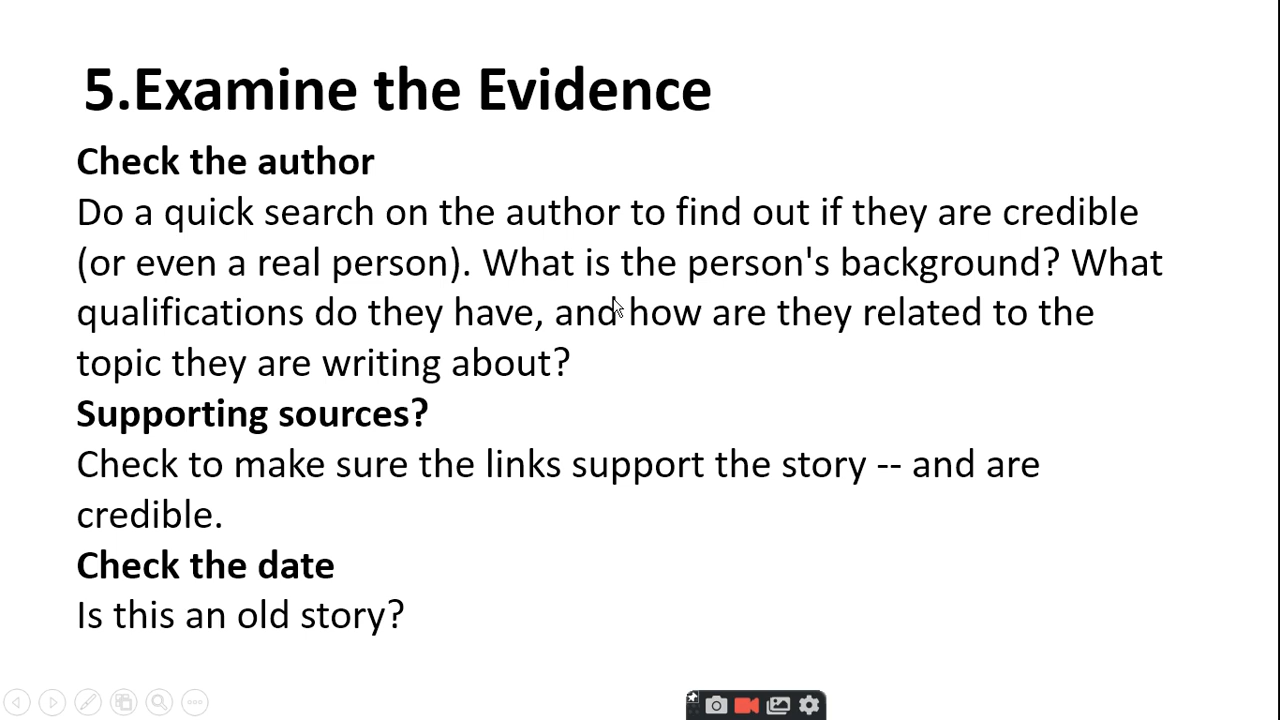 5.Examine the Evidence
Check the author
Do a quick search on the author to find out if they are credible
(or even a real person). What is the person's background? What
qualifications do they have, and how are they related to the
topic they are writing about?
Supporting sources?
Check to make sure the links support the story -- and are
credible.
Check the date
Is this an old story?